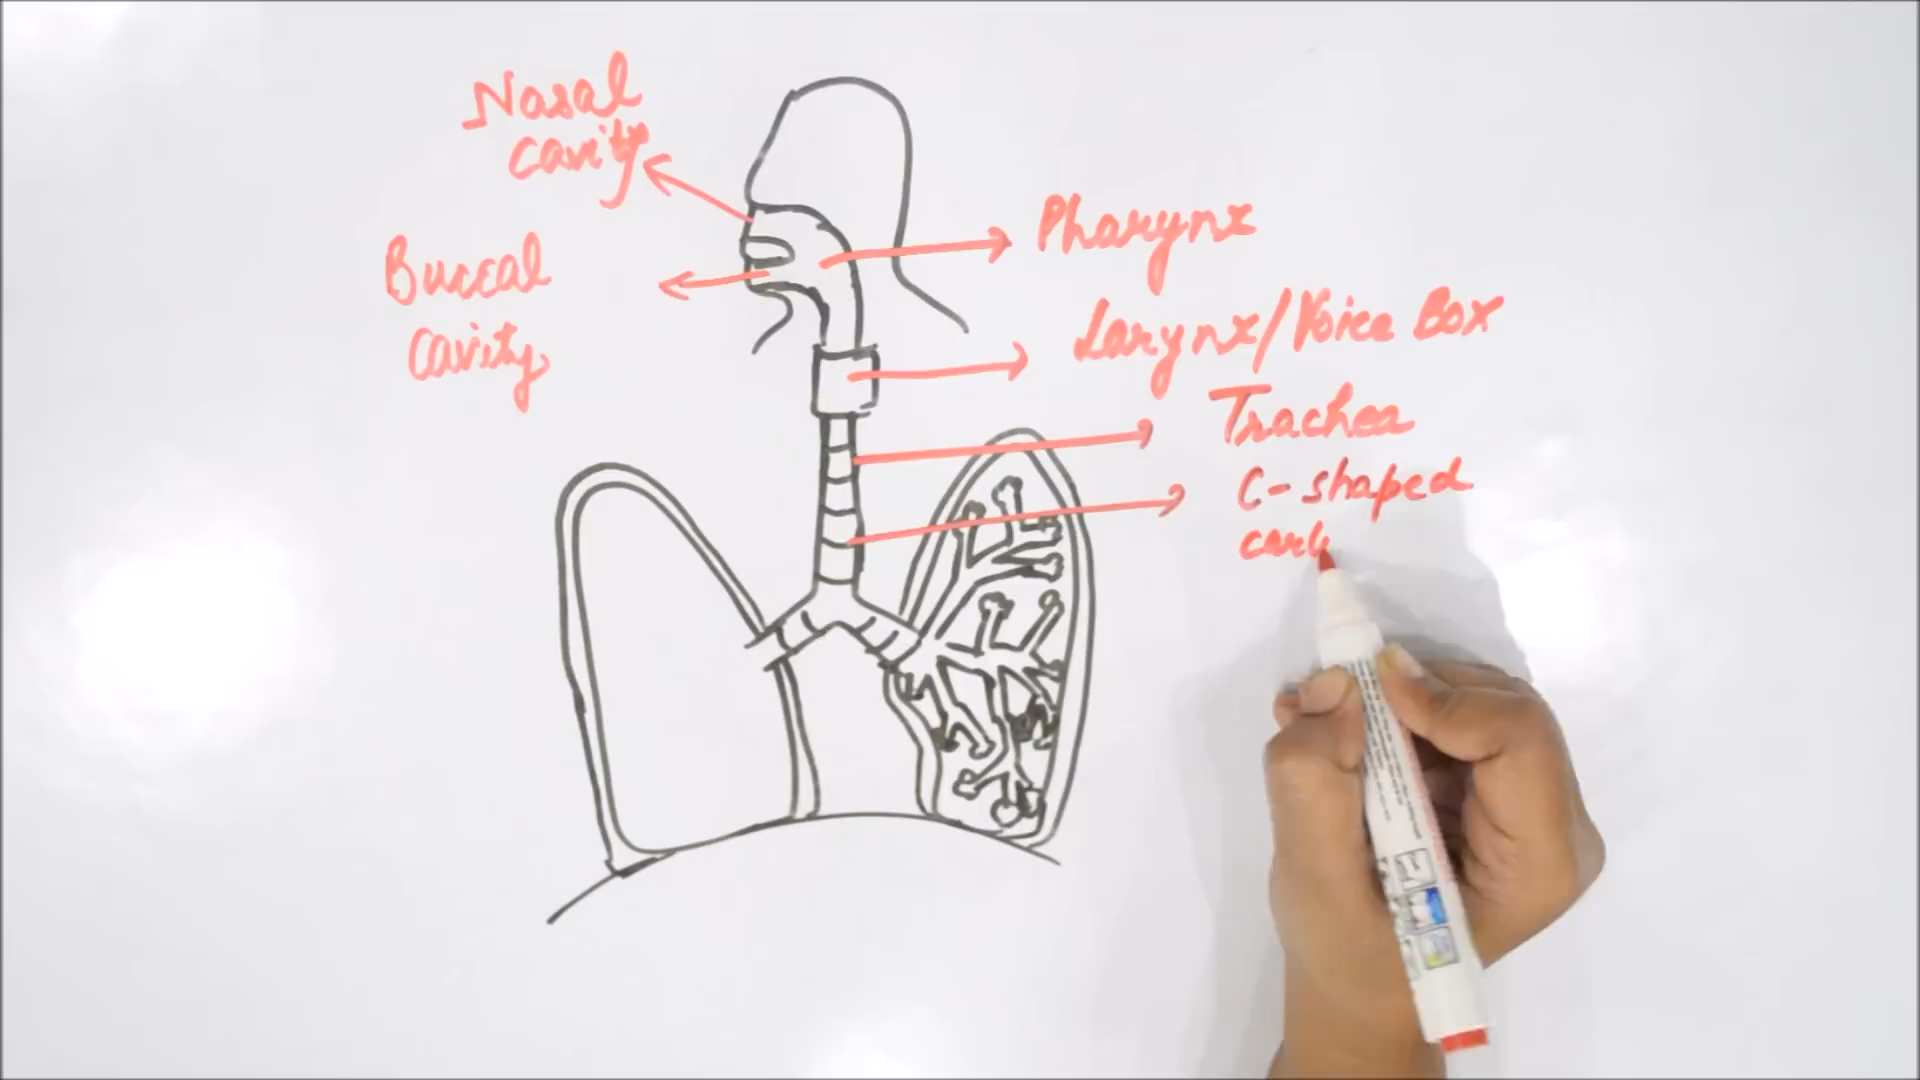 Nasal
cavity
Buccal
cavity
Pharynx
Larynx/Voice Box
Trachea
C-shaped